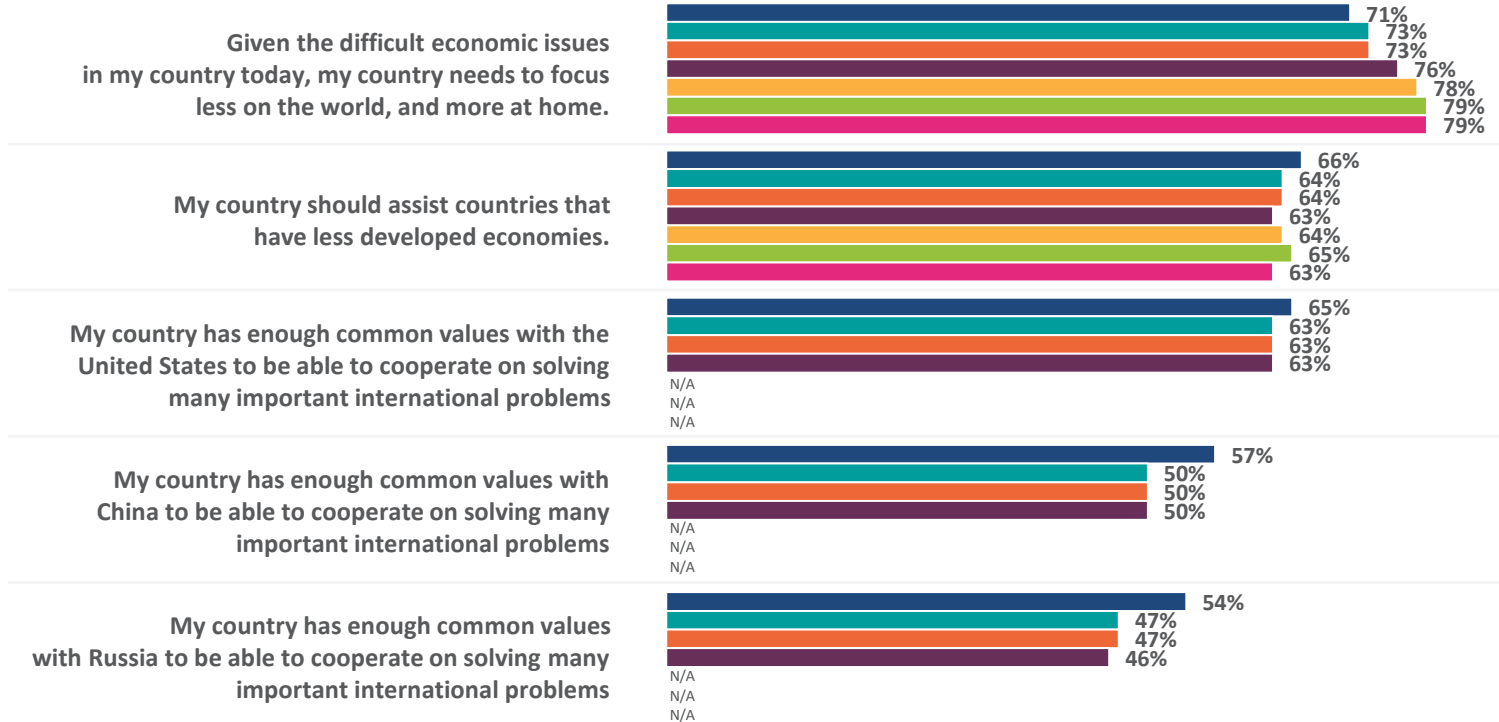 Given the difficult economic issues
in my country today, my country needs to focus
less on the world, and more at home.
71%
73%
73%
76%
78%
79%
79%
My country should assist countries that
have less developed economies.
66%
64%
64%
63%
64%
65%
63%
My country has enough common values with the
United States to be able to cooperate on solving
many important international problems
65%
63%
63%
63%
N/A
N/A
N/A
My country has enough common values with
China to be able to cooperate on solving many
important international problems
57%
50%
50%
50%
N/A
N/A
N/A
My country has enough common values
with Russia to be able to cooperate on solving many
important international problems
54%
47%
47%
46%
N/A
N/A
N/A